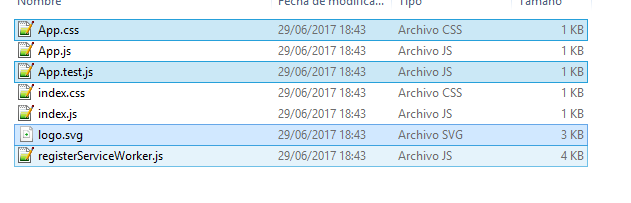 Nombre Fecha de modifica... Tipo Tamaño
App.css 29/06/2017 18:43 Archivo CSS 1 KB
App.js 29/06/2017 18:43 Archivo JS 1 KB
App.test.js 29/06/2017 18:43 Archivo JS 1 KB
index.css 29/06/2017 18:43 Archivo CSS 1 KB
index.js 29/06/2017 18:43 Archivo JS 1 KB
logo.svg 29/06/2017 18:43 Archivo SVG 3 KB
registerServiceWorker.js 29/06/2017 18:43 Archivo JS 4 KB